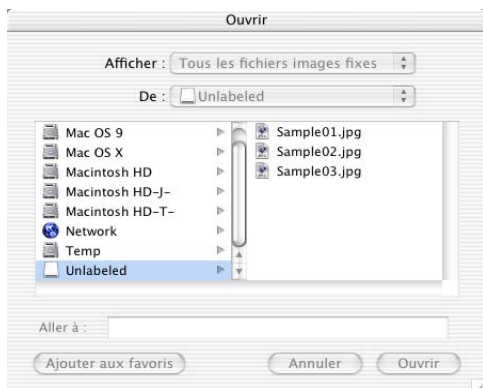 Ouvrir
Afficher : Tous les fichiers images fixes
De : Unlabeled
Mac OS 9
Mac OS X
Macintosh HD
Macintosh HD-J-
Macintosh HD-T-
Network
Temp
Unlabeled
Sample01.jpg
Sample02.jpg
Sample03.jpg
Aller à :
Ajouter aux favoris Annuler Ouvrir